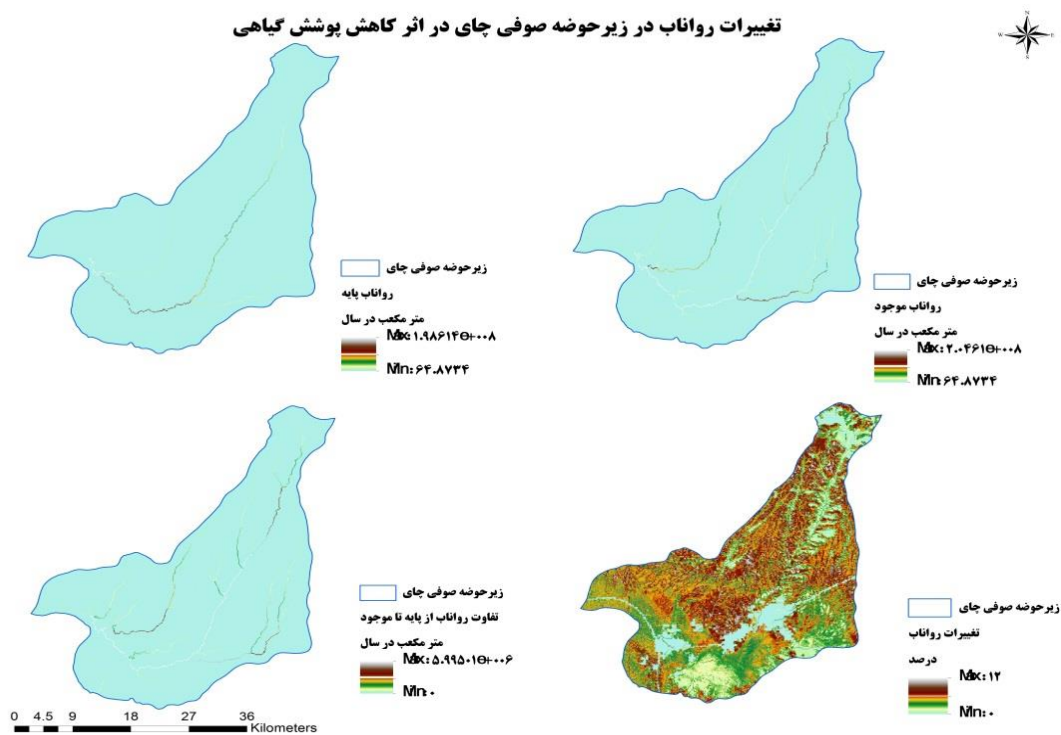 تغییرات رواناب در زیرحوضه صوفی چای در اثر کاهش پوشش گیاهی
N
W
E
S
زیرحوضه صوفی چای
رواناب پایه
متر مکعب در سال
Max:۱.۹۸۶۱۴e+۰۰۸
Min:۶۴.۸۷۳۴
زیرحوضه صوفی چای
رواناب موجود
متر مکعب در سال
Max:۲.۰۴۶۱e+۰۰۸
Min:۶۴.۸۷۳۴
زیرحوضه صوفی چای
تفاوت رواناب از پایه تا موجود
متر مکعب در سال
Max:۵.۹۹۵۰۱e+۰۰۶
Min:۰
زیرحوضه صوفی چای
تغییرات رواناب
درصد
Max:۱۲
Min:۰
0 4.5 9 18 27 36
Kilometers